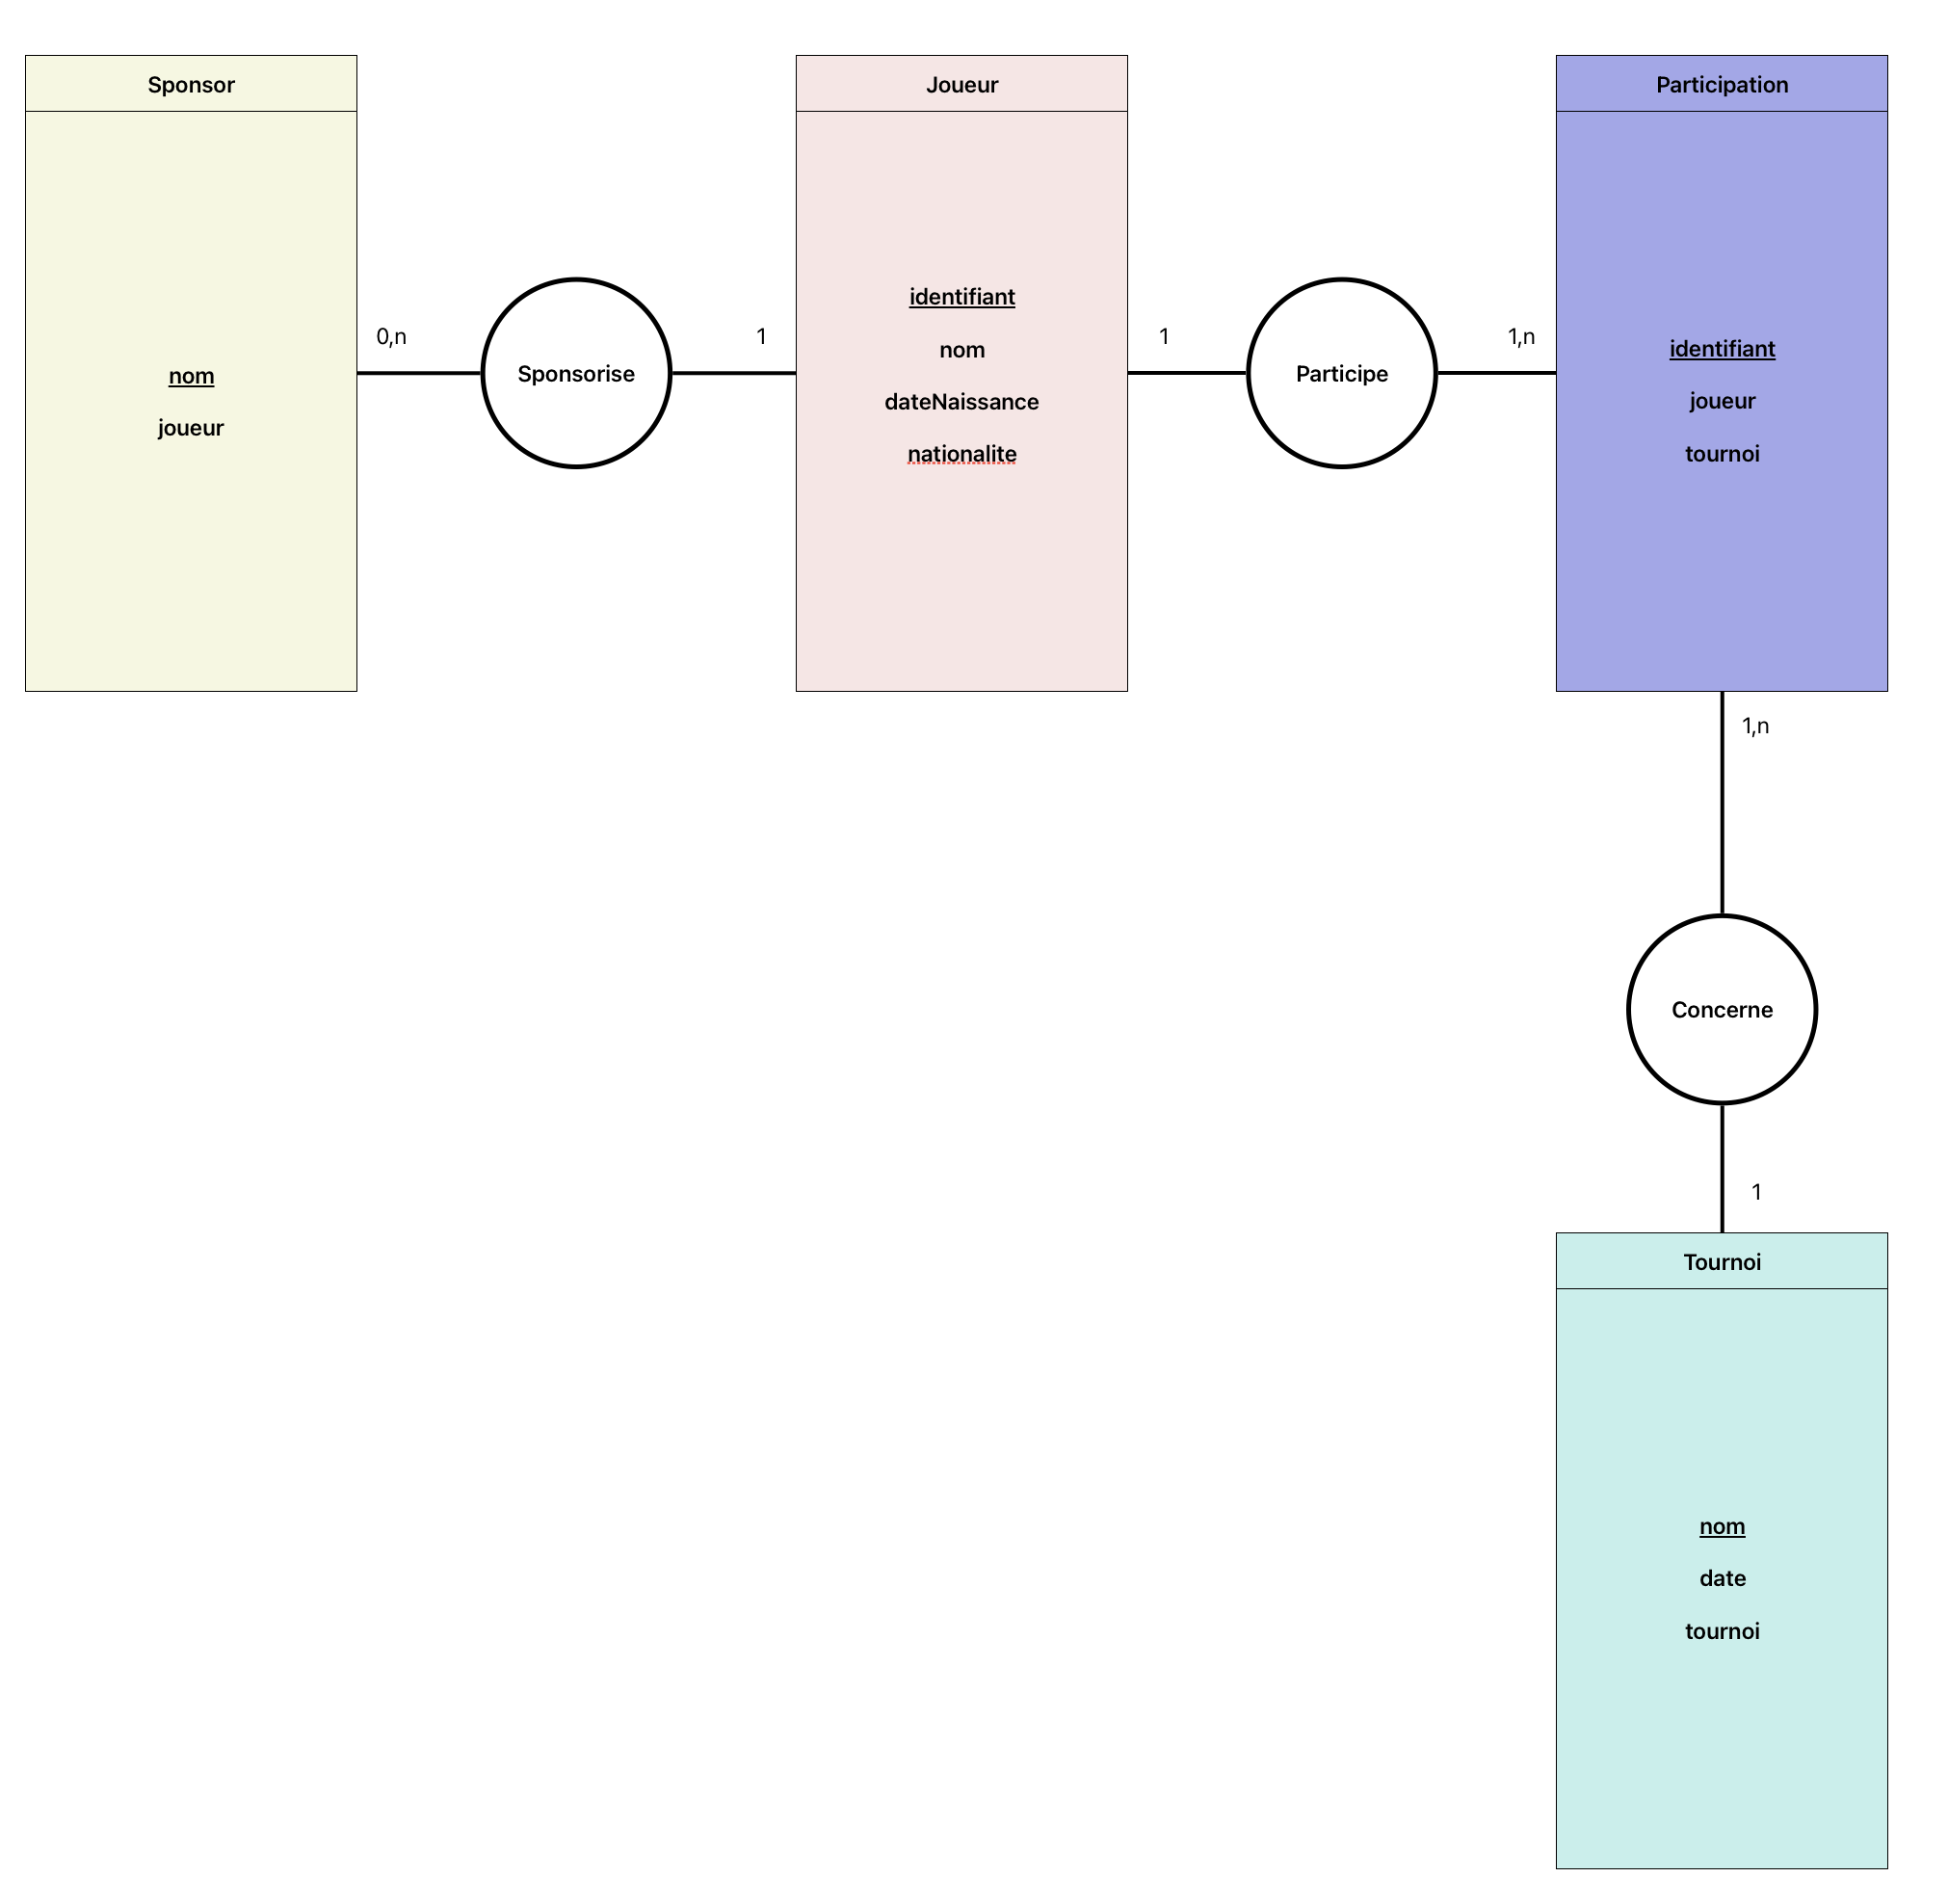 Sponsor
nom
joueur
0,n
Sponsorise
1
Joueur
identifiant
nom
dateNaissance
nationalite
1
Participe
1,n
Participation
identifiant
joueur
tournoi
1,n
Concerne
1
Tournoi
nom
date
tournoi